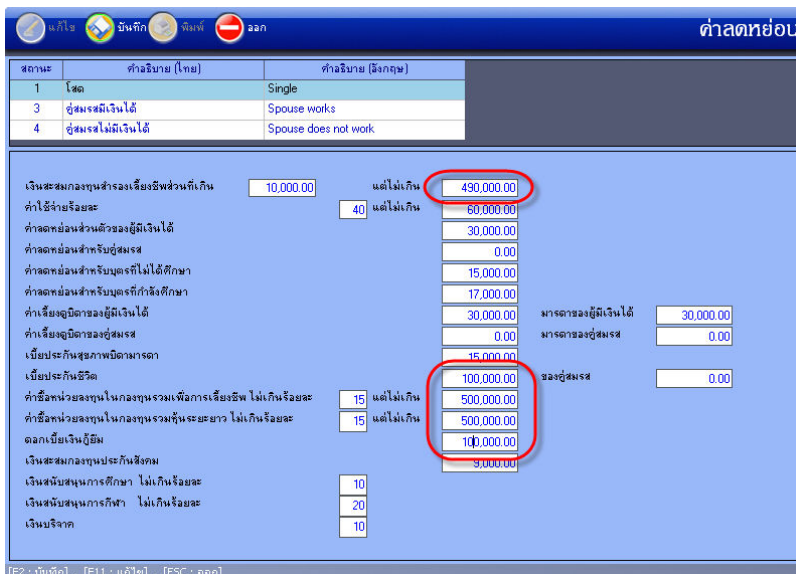 แก้ไข บันทึก พิมพ์ ออก ค่าลดหย่อน
สถานะ คำอธิบาย (ไทย) คำอธิบาย (อังกฤษ)
1 โสด Single
3 คู่สมรสมีเงินได้ Spouse works
4 คู่สมรสไม่มีเงินได้ Spouse does not work
เงินสะสมกองทุนสำรองเลี้ยงชีพส่วนที่เกิน 10,000.00 แต่ไม่เกิน 490,000.00
ค่าใช้จ่ายร้อยละ 40 แต่ไม่เกิน 60,000.00
ค่าลดหย่อนส่วนตัวของผู้มีเงินได้ 30,000.00
ค่าลดหย่อนสำหรับคู่สมรส 0.00
ค่าลดหย่อนสำหรับบุตรที่ไม่ได้ศึกษา 15,000.00
ค่าลดหย่อนสำหรับบุตรที่กำลังศึกษา 17,000.00
ค่าเลี้ยงดูบิดาของผู้มีเงินได้ 30,000.00 มารดาของผู้มีเงินได้ 30,000.00
ค่าเลี้ยงดูบิดาของคู่สมรส 0.00 มารดาของคู่สมรส 0.00
เบี้ยประกันสุขภาพบิดามารดา 15,000.00
เบี้ยประกันชีวิต 100,000.00 ของคู่สมรส 0.00
ค่าซื้อหน่วยลงทุนในกองทุนรวมเพื่อการเลี้ยงชีพ ไม่เกินร้อยละ 15 แต่ไม่เกิน 500,000.00
ค่าซื้อหน่วยลงทุนในกองทุนรวมหุ้นระยะยาว ไม่เกินร้อยละ 15 แต่ไม่เกิน 500,000.00
ดอกเบี้ยเงินกู้ยืม 100,000.00
เงินสะสมกองทุนประกันสังคม 9,000.00
เงินสนับสนุนการศึกษา ไม่เกินร้อยละ 10
เงินสนับสนุนการกีฬา ไม่เกินร้อยละ 20
เงินบริจาค 10
[F2 : บันทึก] [F11 : แก้ไข] [ESC : ออก]